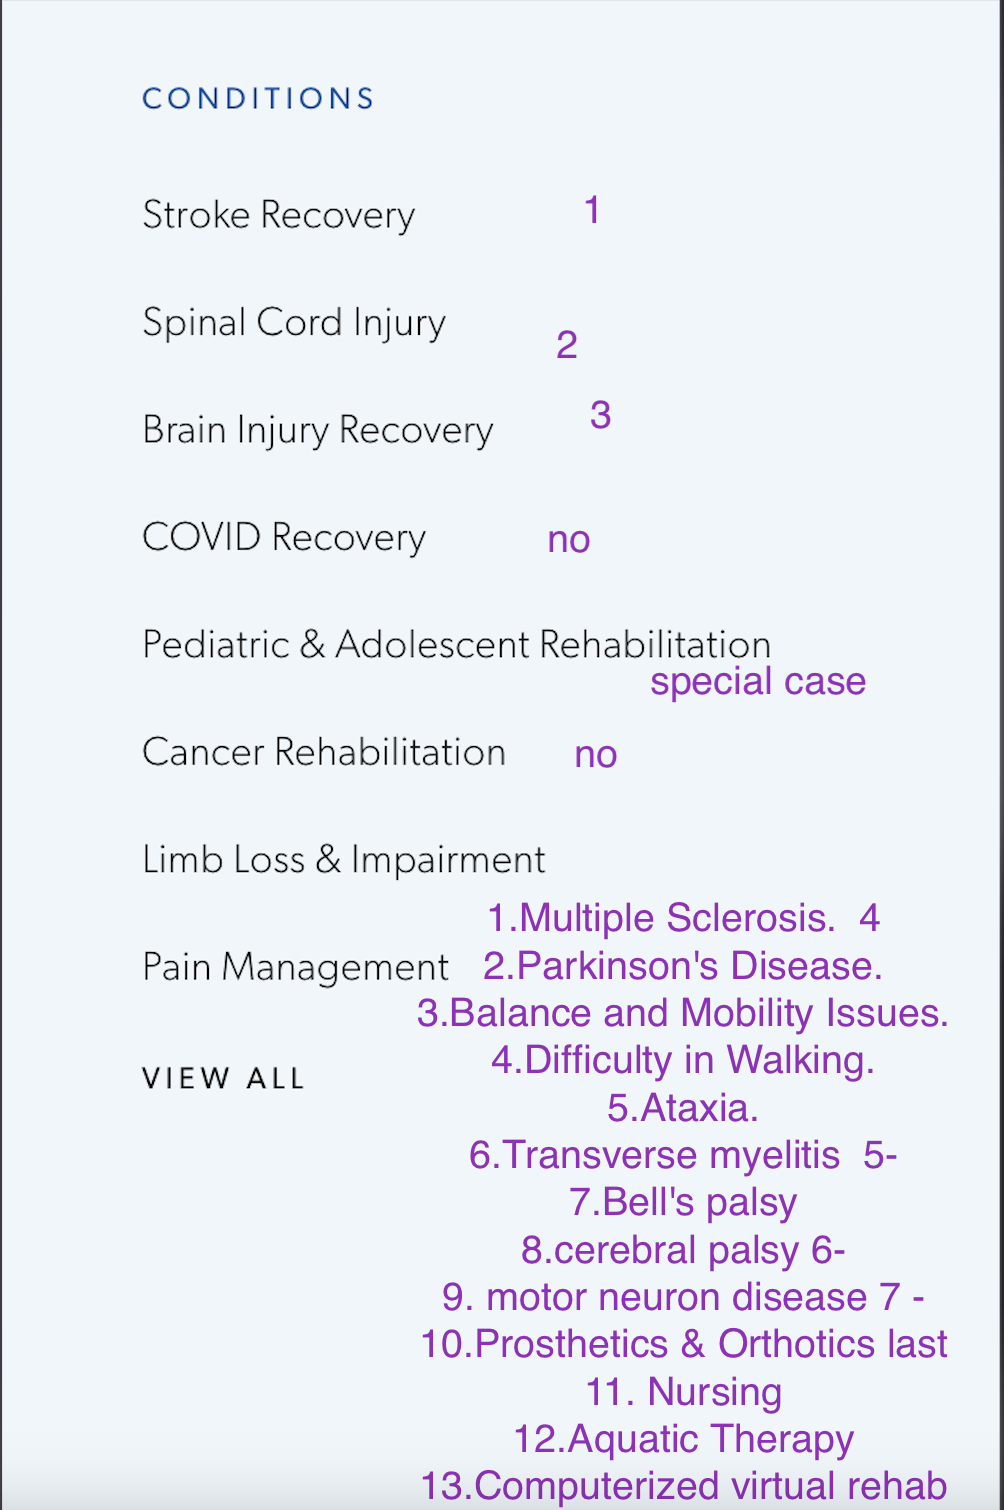 CONDITIONS
Stroke Recovery 1
Spinal Cord Injury
2
Brain Injury Recovery 3
COVID Recovery no
Pediatric & Adolescent Rehabilitation
special case
Cancer Rehabilitation no
Limb Loss & Impairment
1.Multiple Sclerosis. 4
Pain Management 2.Parkinson's Disease.
3.Balance and Mobility Issues.
4.Difficulty in Walking.
VIEW ALL
5.Ataxia.
6.Transverse myelitis 5-
7.Bell's palsy
8.cerebral palsy 6-
9. motor neuron disease 7 -
10.Prosthetics & Orthotics last
11. Nursing
12.Aquatic Therapy
13.Computerized virtual rehab